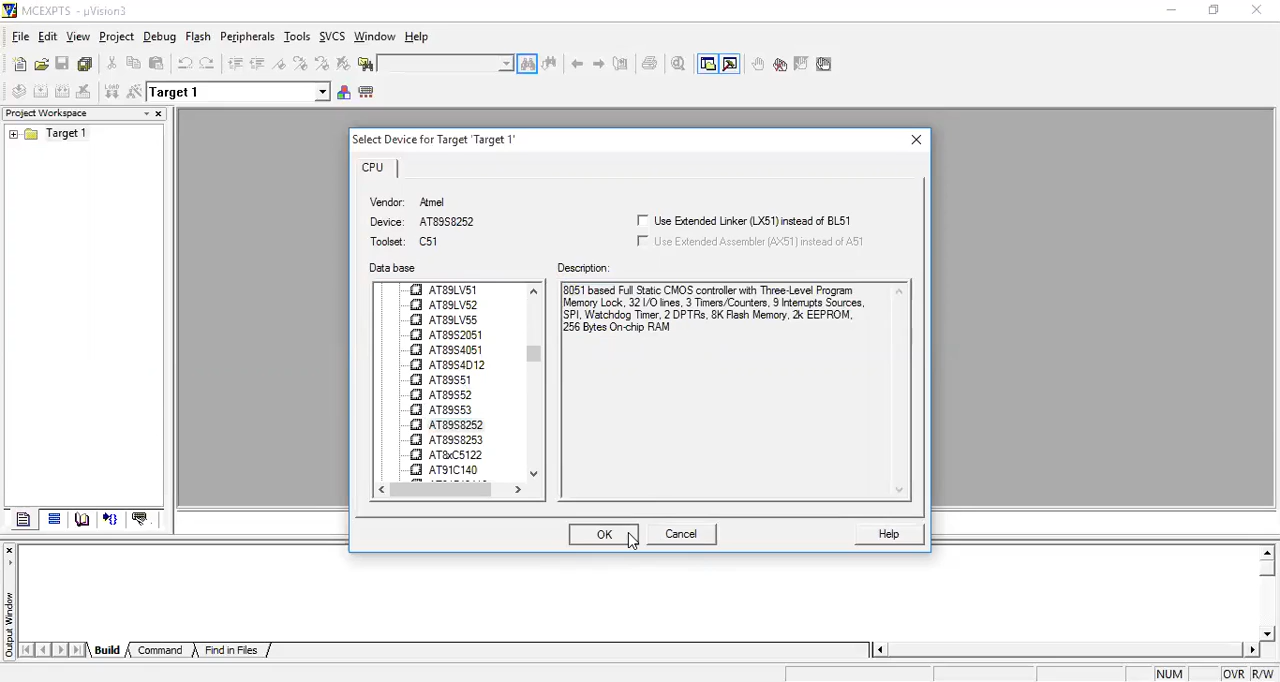 MCEXPTS - µVision3
File Edit View Project Debug Flash Peripherals Tools SVCS Window Help
Target 1
Project Workspace
Target 1
Select Device for Target 'Target 1'
CPU
Vendor: Atmel
Device: AT89S8252
Toolset: C51
Use Extended Linker (LX51) instead of BL51
Use Extended Assembler (AX51) instead of A51
Data base
AT89LV51
AT89LV52
AT89LV55
AT89S2051
AT89S4051
AT89S4D12
AT89S51
AT89S52
AT89S53
AT89S8252
AT89S8253
AT8xC5122
AT91C140
Description:
8051 based Full Static CMOS controller with Three-Level Program
Memory Lock, 32 I/O lines, 3 Timers/Counters, 9 Interrupts Sources,
SPI, Watchdog Timer, 2 DPTRs, 8K Flash Memory, 2k EEPROM,
256 Bytes On-chip RAM
OK Cancel Help
Output Window
Build Command Find in Files
NUM OVR R/W